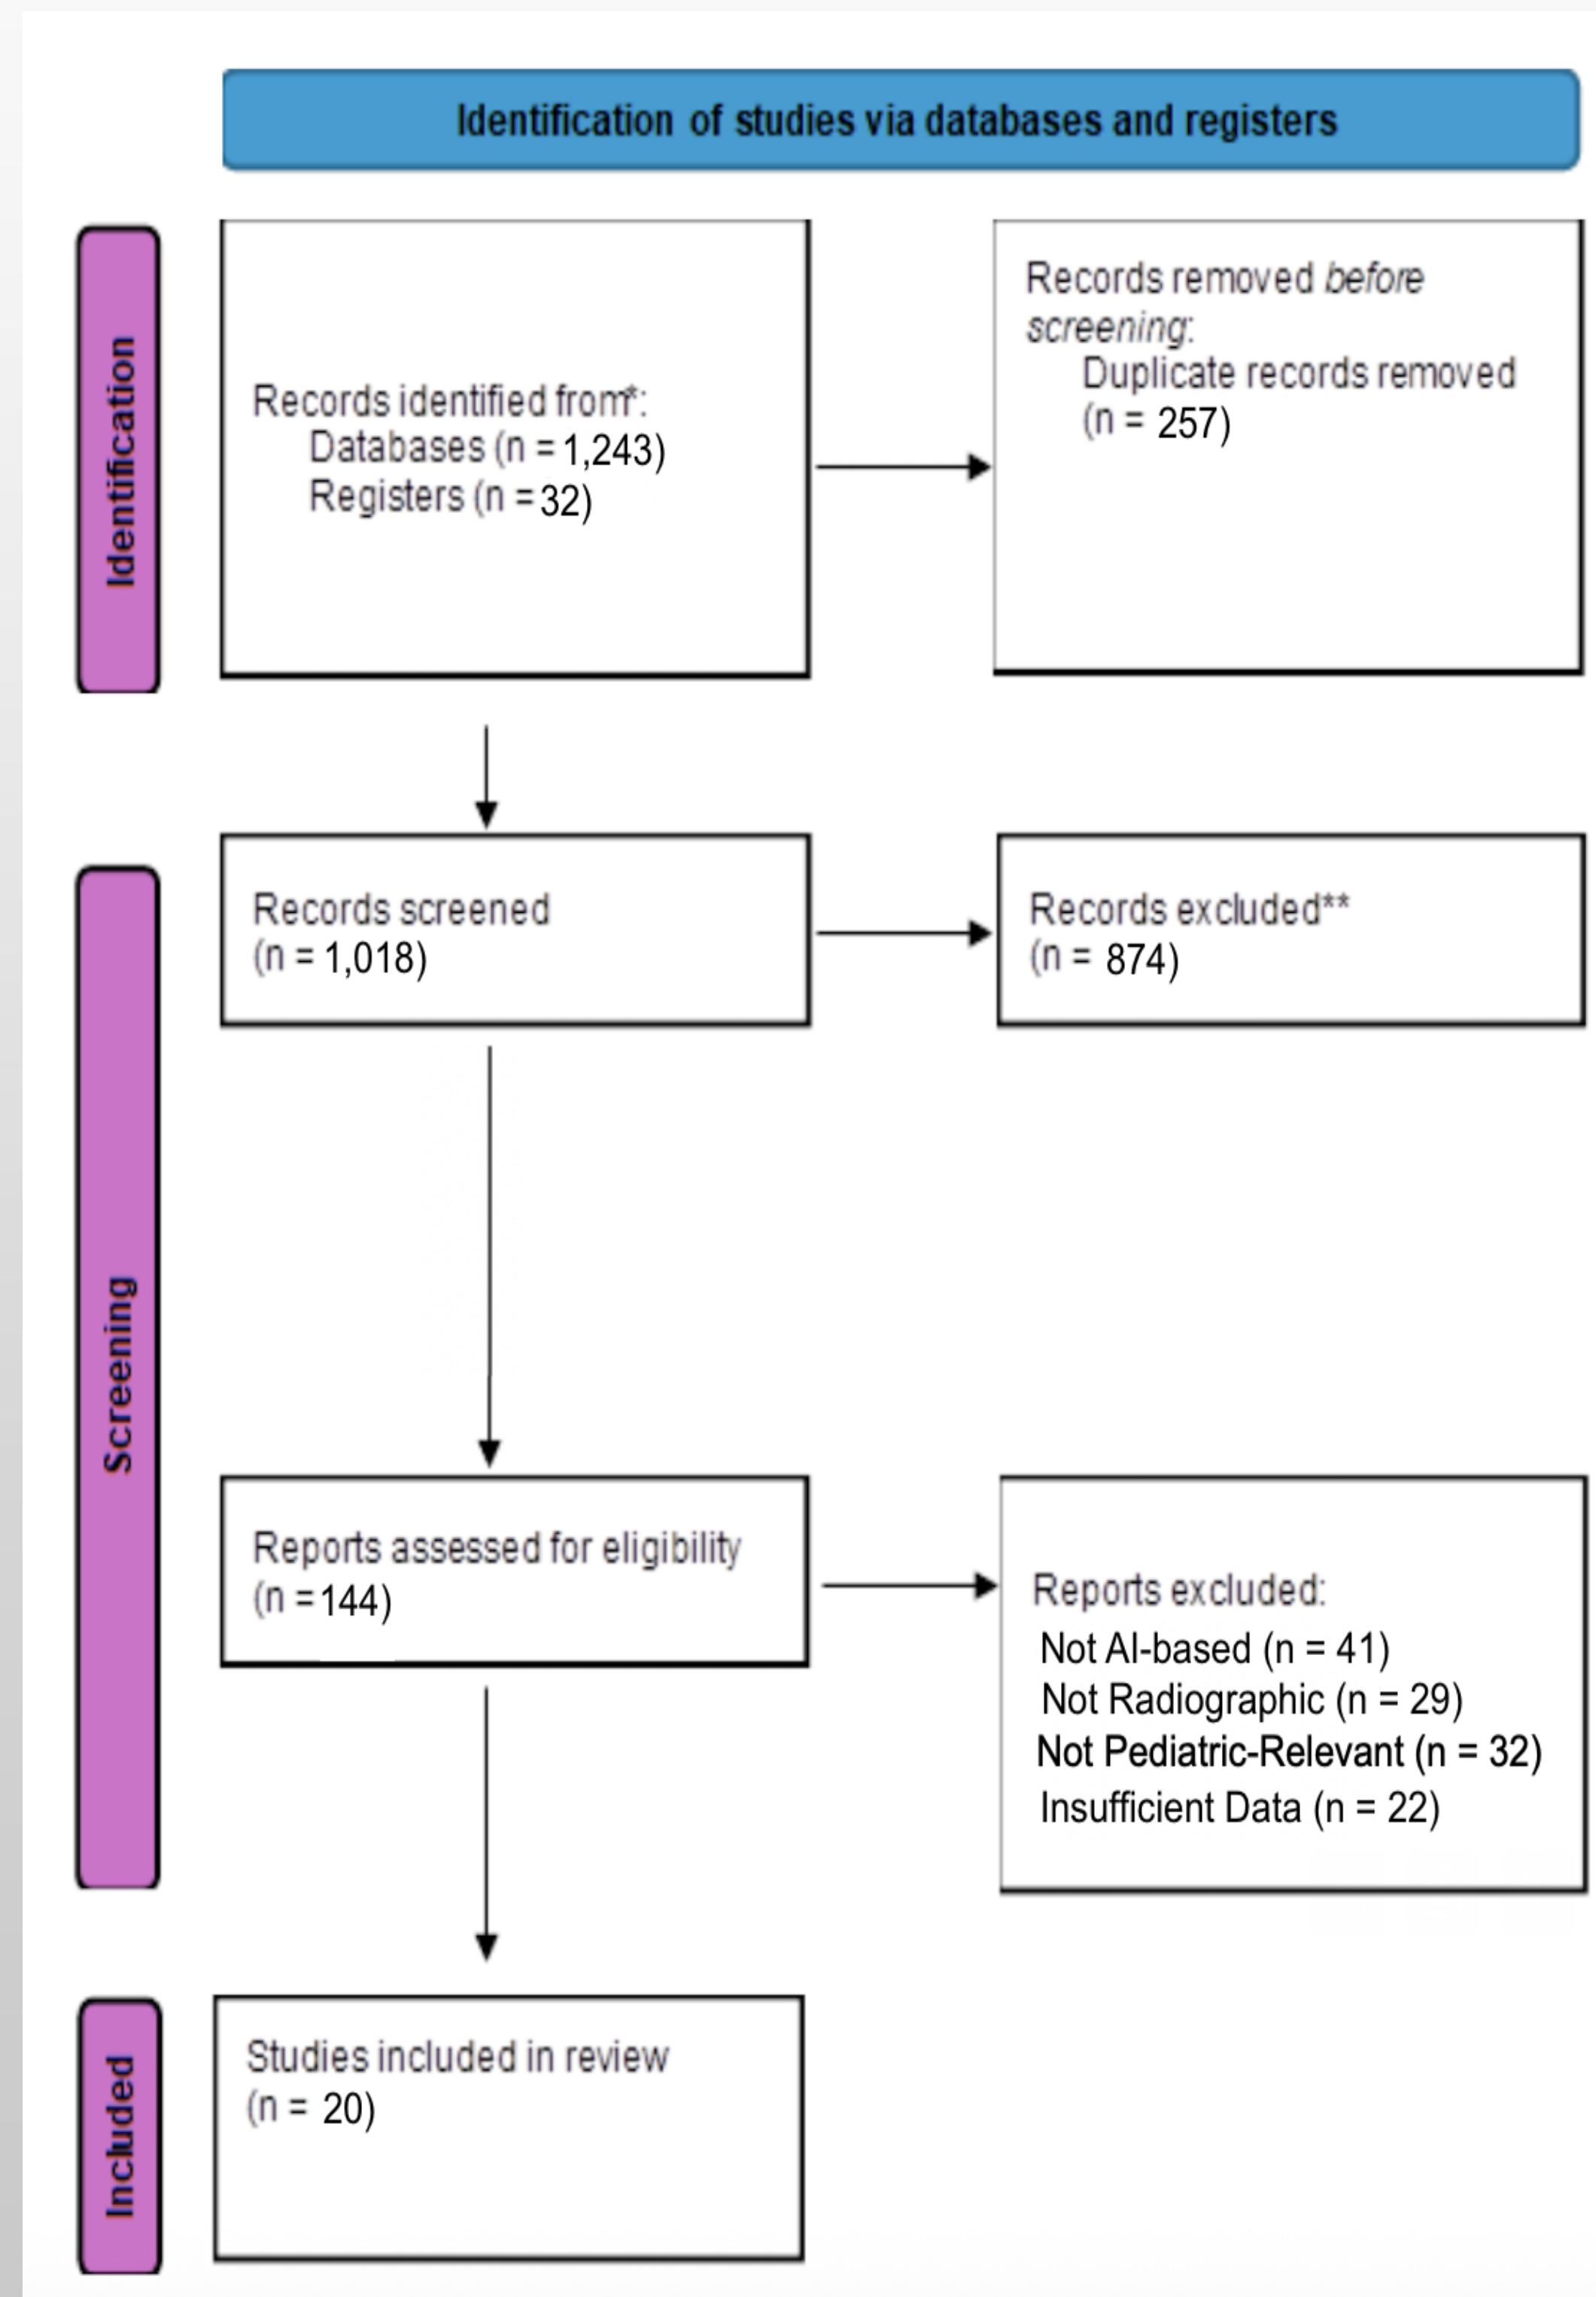 Identification of studies via databases and registers
Identification
Records identified from*:
Databases (n = 1,243)
Registers (n = 32)
Records removed before
screening:
Duplicate records removed
(n = 257)
Screening
Records screened
(n = 1,018)
Records excluded**
(n = 874)
Reports assessed for eligibility
(n = 144)
Reports excluded:
Not AI-based (n = 41)
Not Radiographic (n = 29)
Not Pediatric-Relevant (n = 32)
Insufficient Data (n = 22)
Included
Studies included in review
(n = 20)